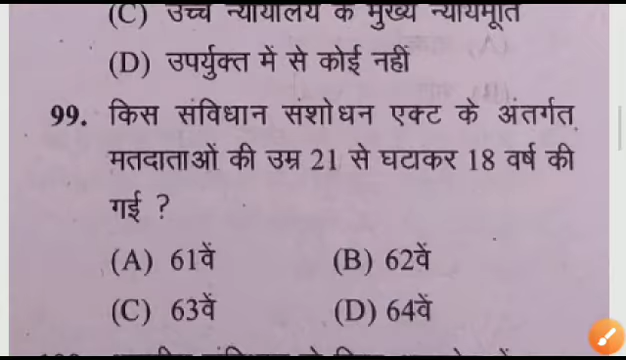 (C) उच्च न्यायालय के मुख्य न्यायमूर्ति
(D) उपर्युक्त में से कोई नहीं
99. किस संविधान संशोधन एक्ट के अंतर्गत
मतदाताओं की उम्र 21 से घटाकर 18 वर्ष की
गई ?
(A) 61वें (B) 62वें
(C) 63वें (D) 64वें